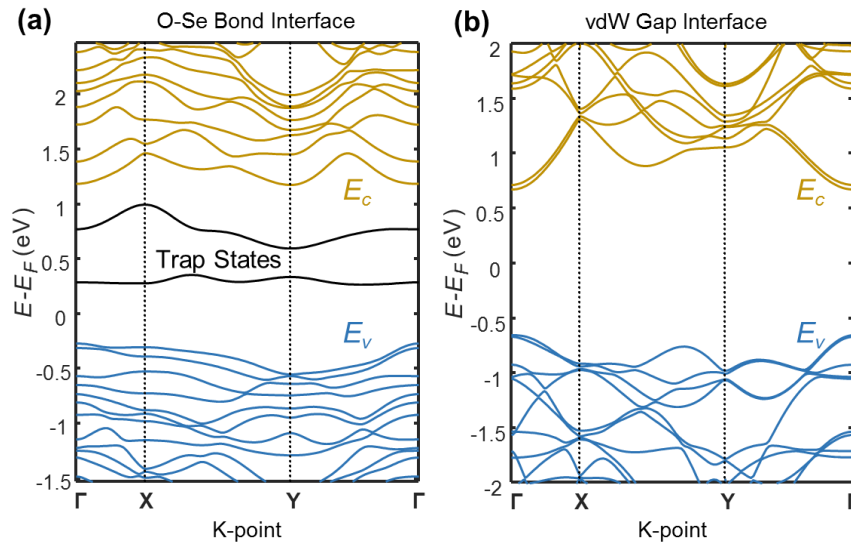 (a) O-Se Bond Interface
E-E_F (eV)
2
1.5
1
0.5
0
-0.5
-1
-1.5
E_c
Trap States
E_v
Γ X Y Γ
K-point
(b) vdW Gap Interface
2
1.5
1
0.5
0
-0.5
-1
-1.5
-2
E-E_F (eV)
E_c
E_v
Γ X Y Γ
K-point